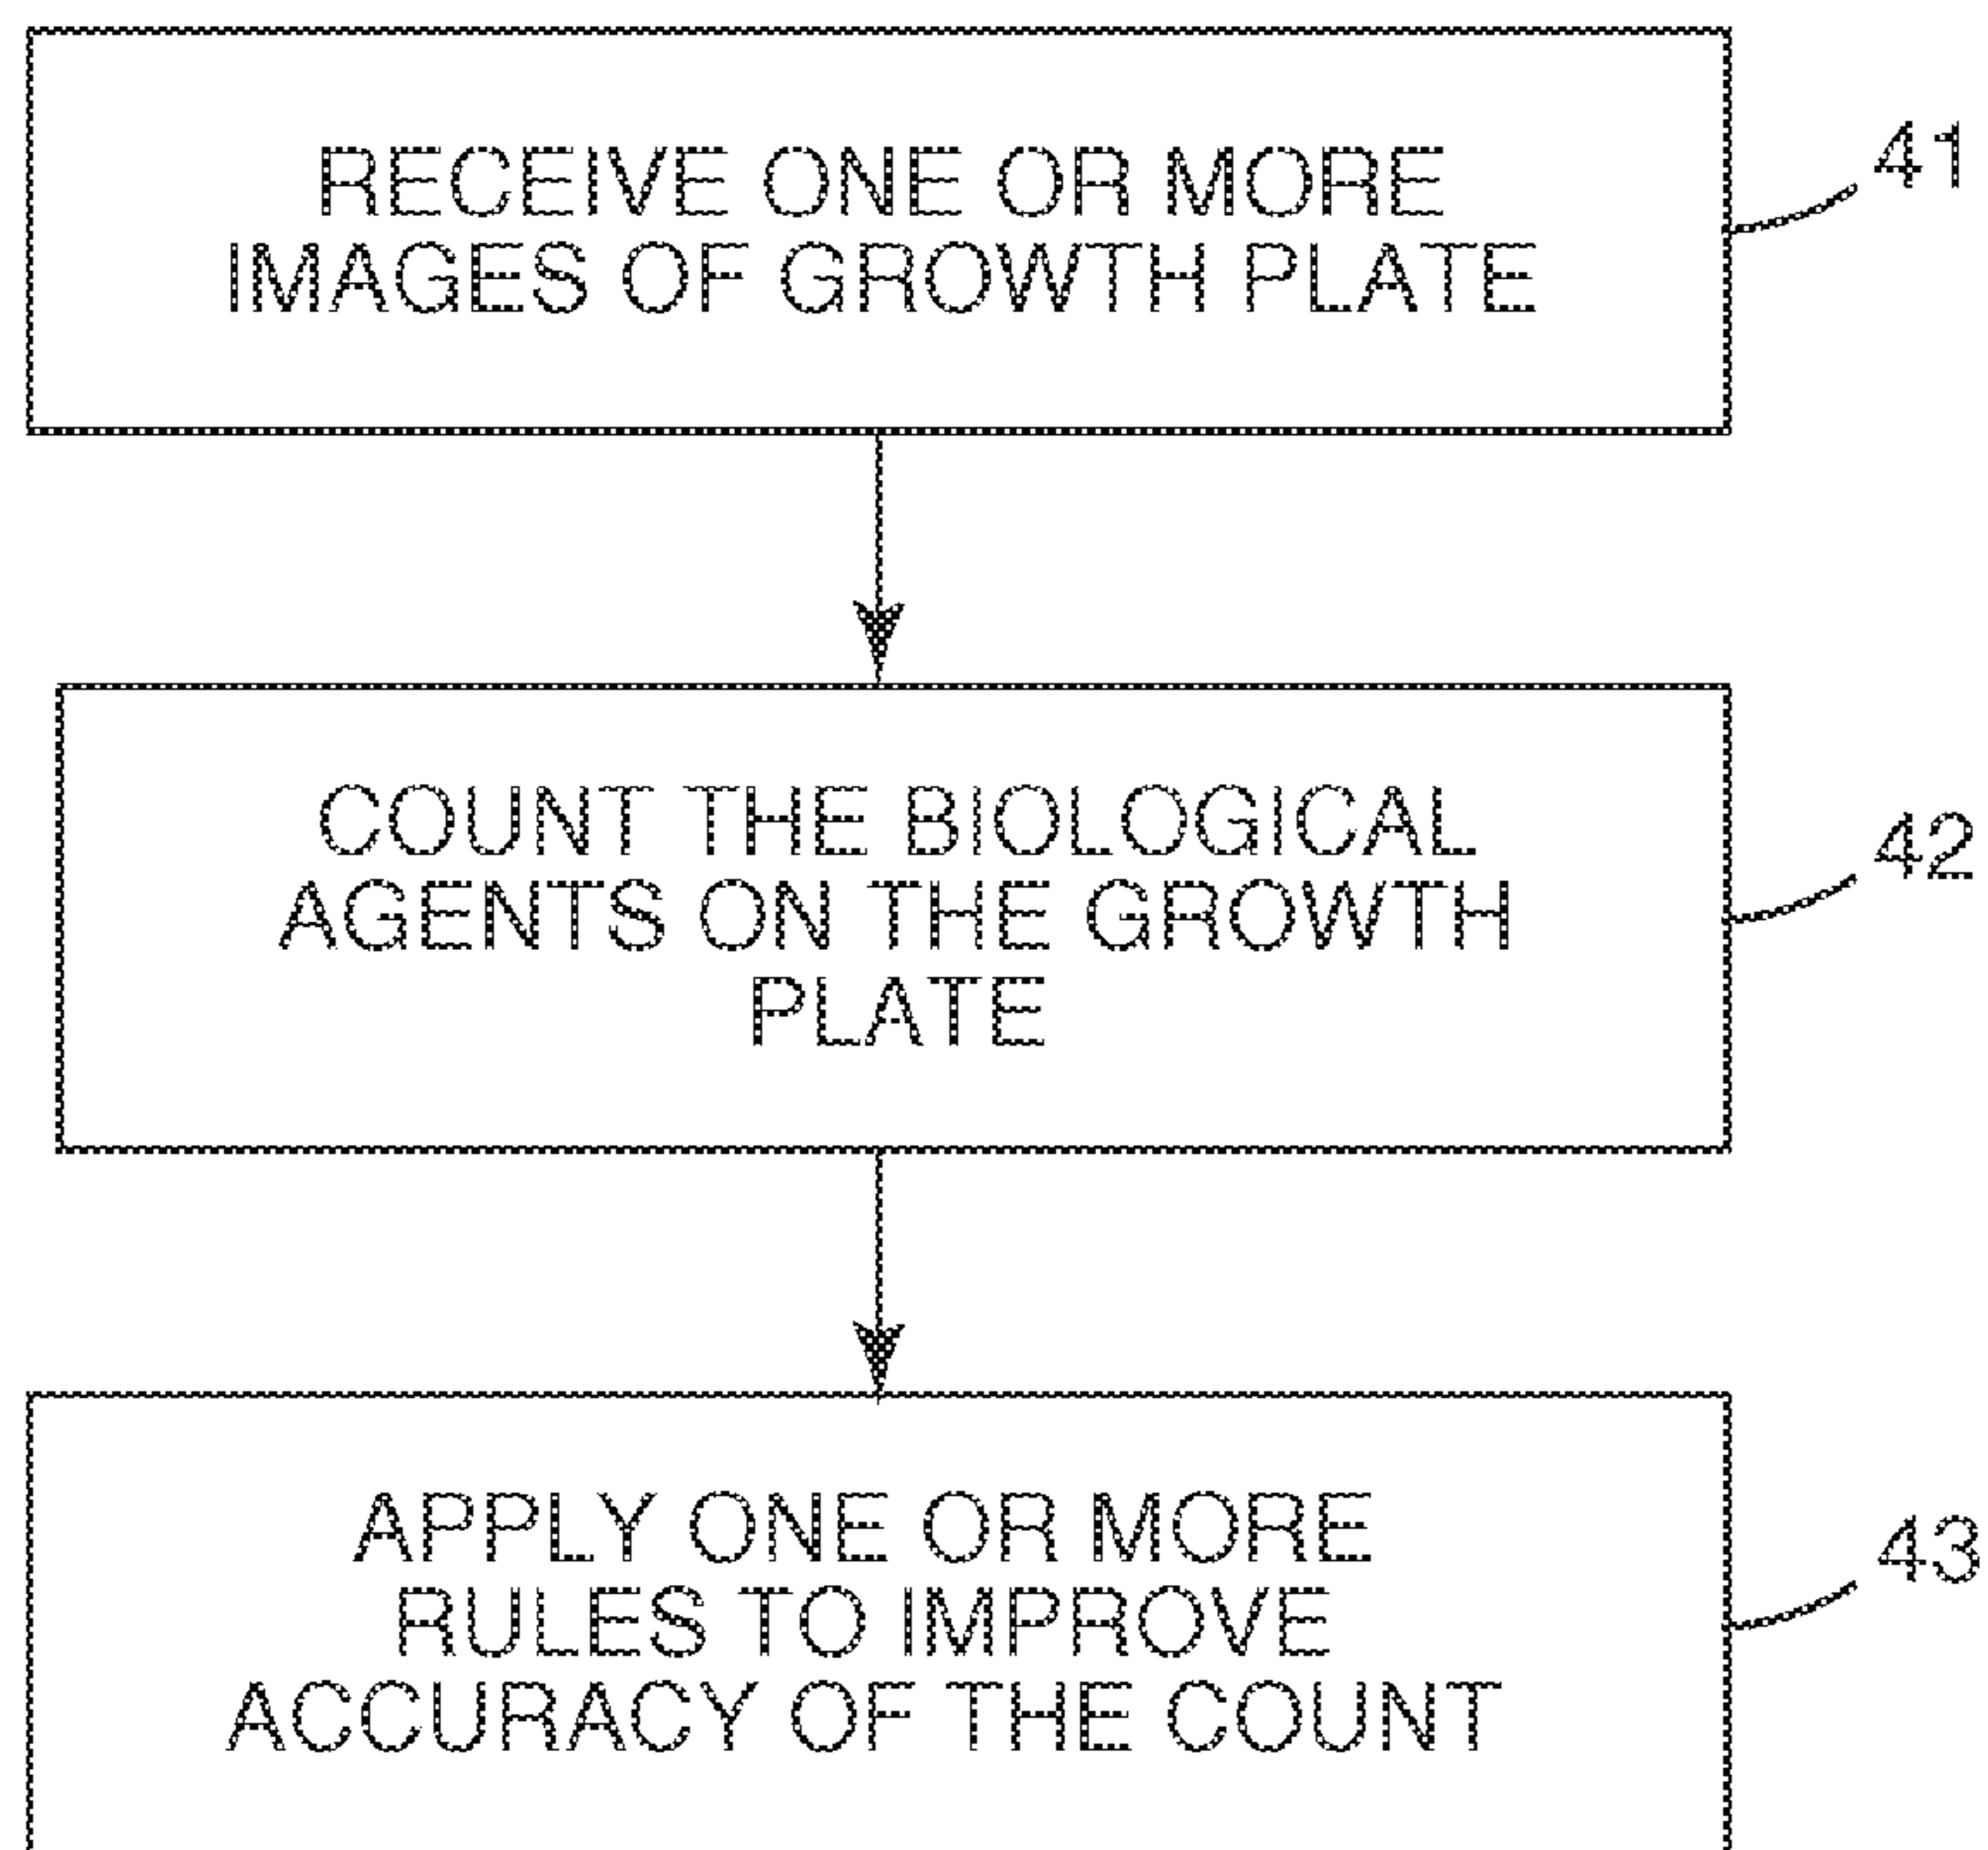 RECEIVE ONE OR MORE
IMAGES OF GROWTH PLATE
41
COUNT THE BIOLOGICAL
AGENTS ON THE GROWTH
PLATE
42
APPLY ONE OR MORE
RULES TO IMPROVE
ACCURACY OF THE COUNT
43